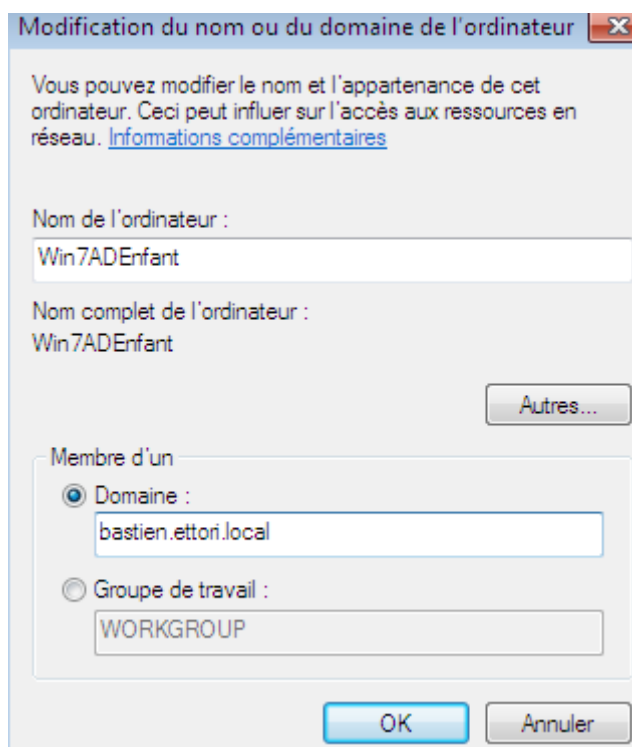 Modification du nom ou du domaine de l'ordinateur
Vous pouvez modifier le nom et l'appartenance de cet
ordinateur. Ceci peut influer sur l'accès aux ressources en
réseau. Informations complémentaires
Nom de l'ordinateur :
Win7ADEnfant
Nom complet de l'ordinateur :
Win7ADEnfant
Autres...
Membre d'un
Domaine :
bastien.ettori.local
Groupe de travail :
WORKGROUP
OK Annuler